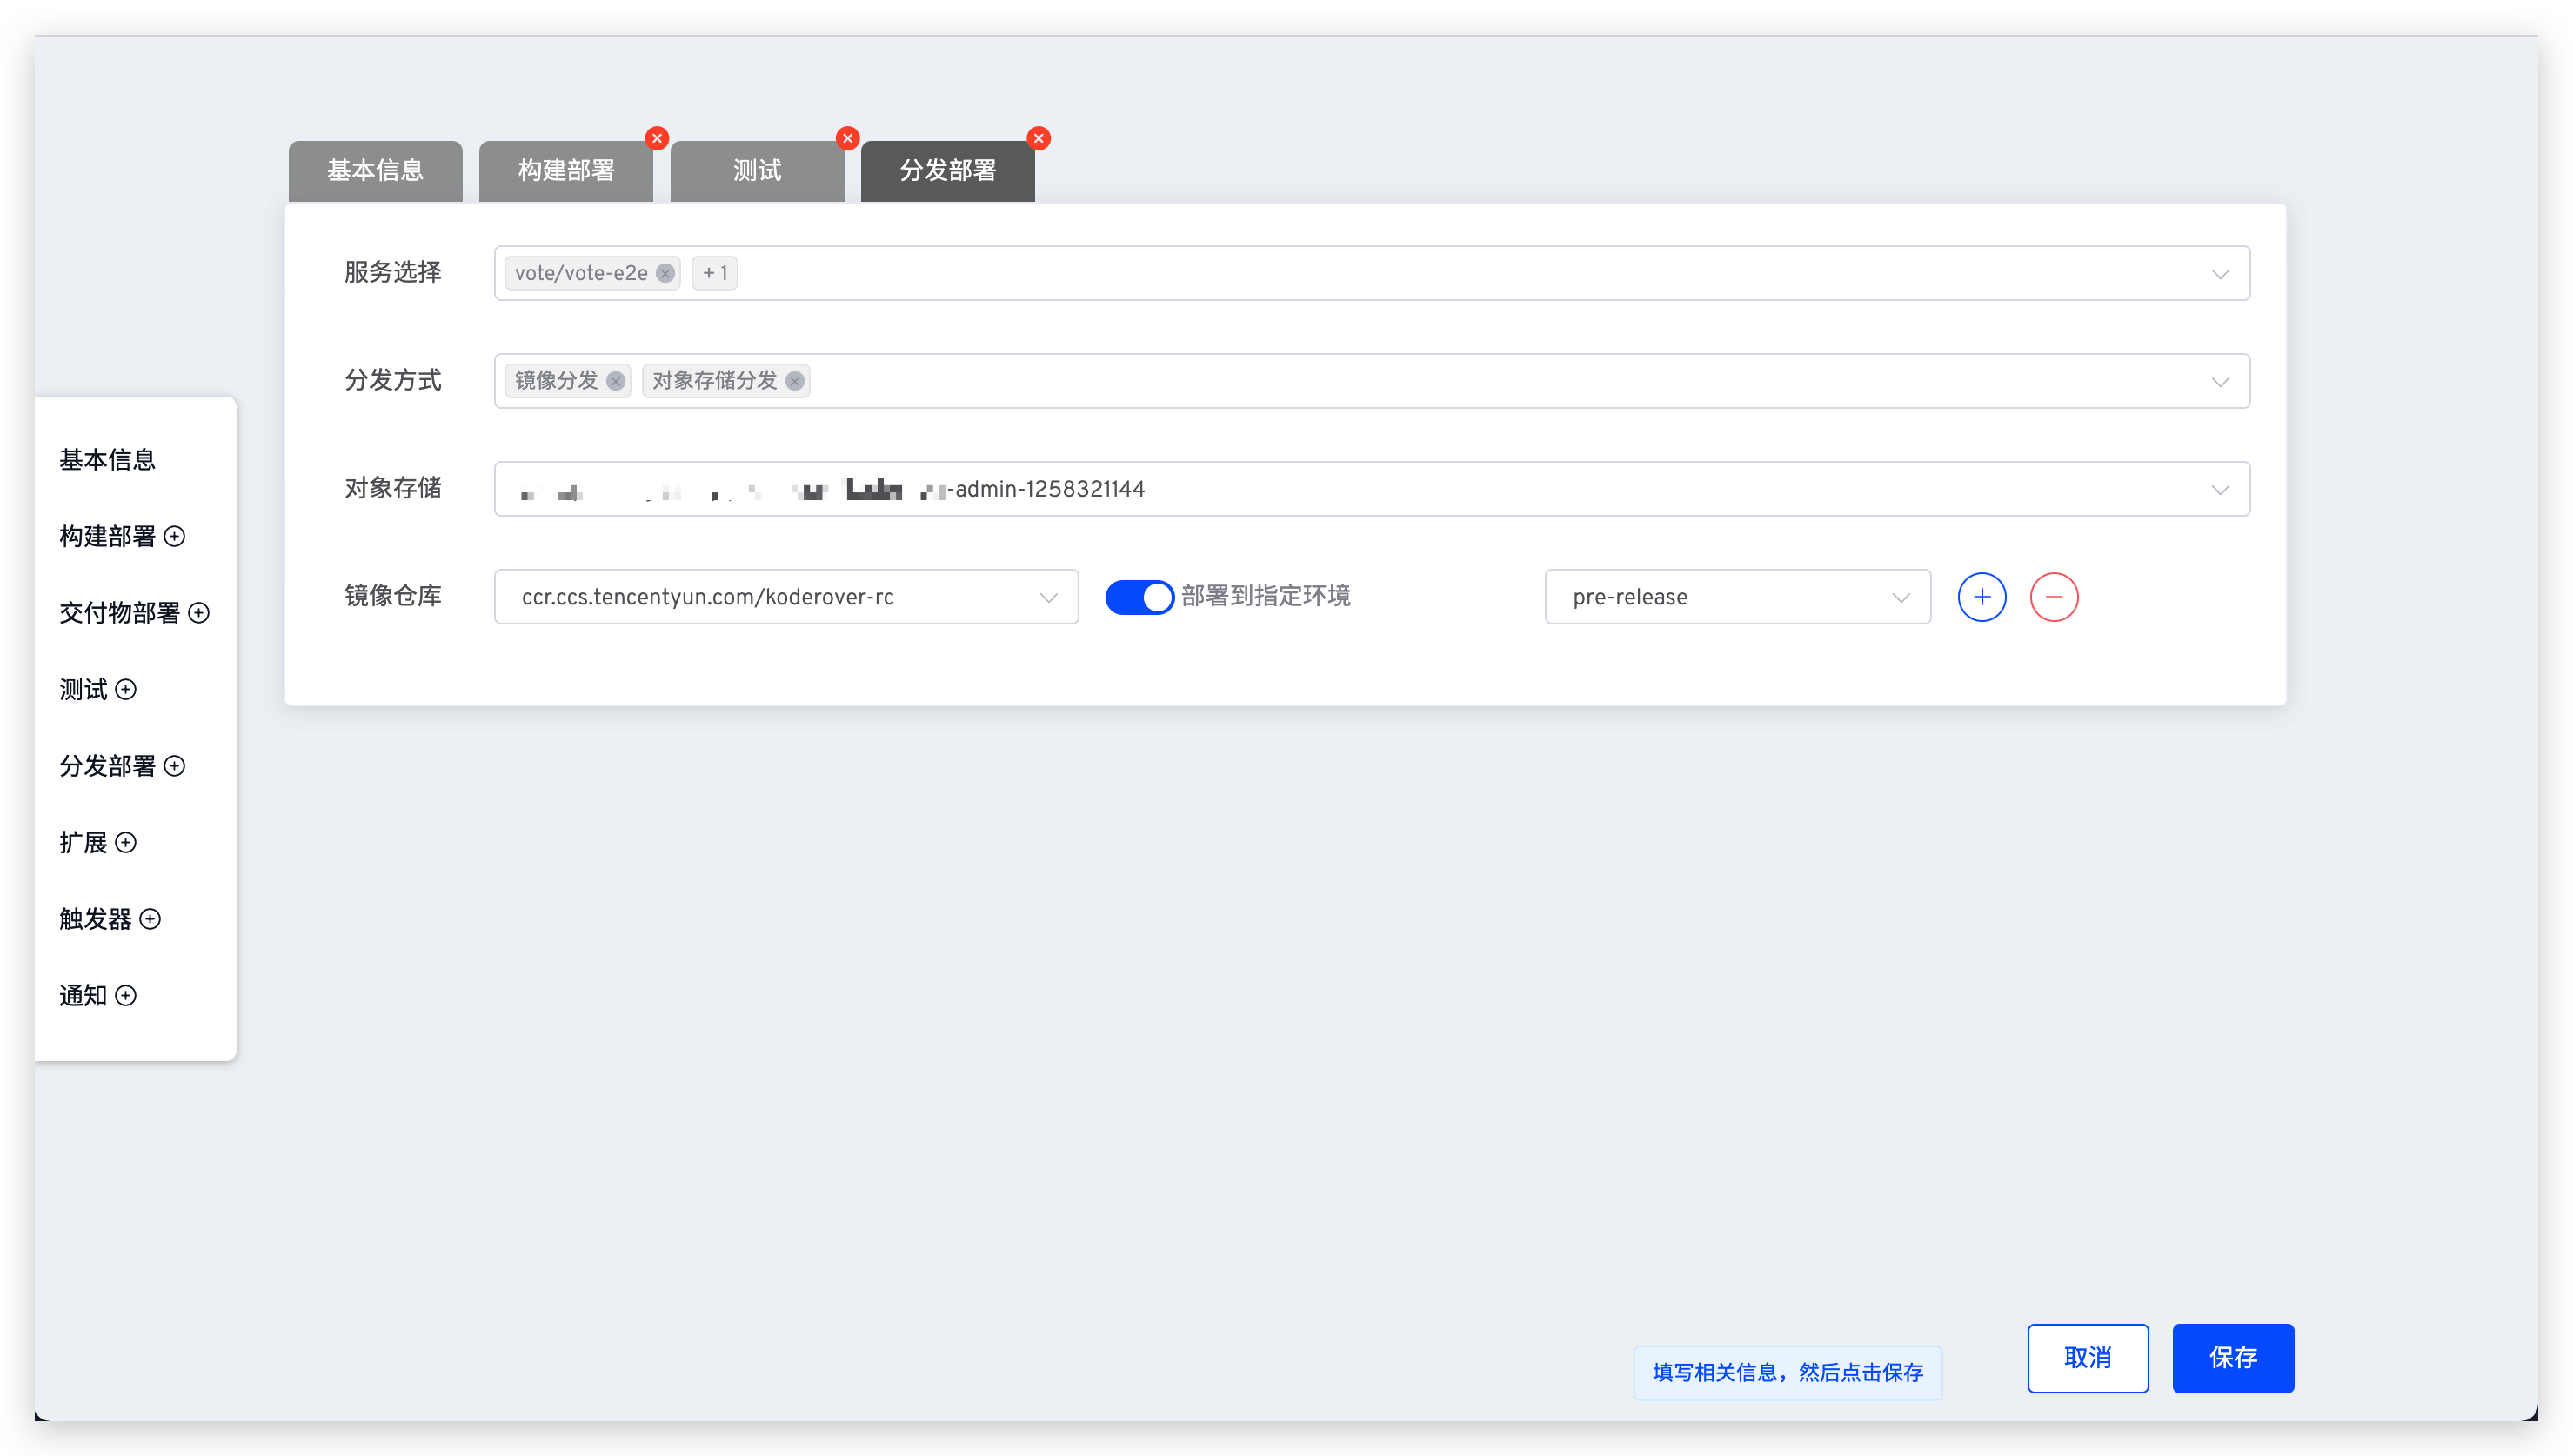 基本信息
构建部署
测试
分发部署
服务选择
vote/vote-e2e
+ 1
分发方式
镜像分发
对象存储分发
对象存储
-admin-1258321144
镜像仓库
ccr.ccs.tencentyun.com/koderover-rc
部署到指定环境
pre-release
基本信息
构建部署
交付物部署
测试
分发部署
扩展
触发器
通知
填写相关信息，然后点击保存
取消
保存